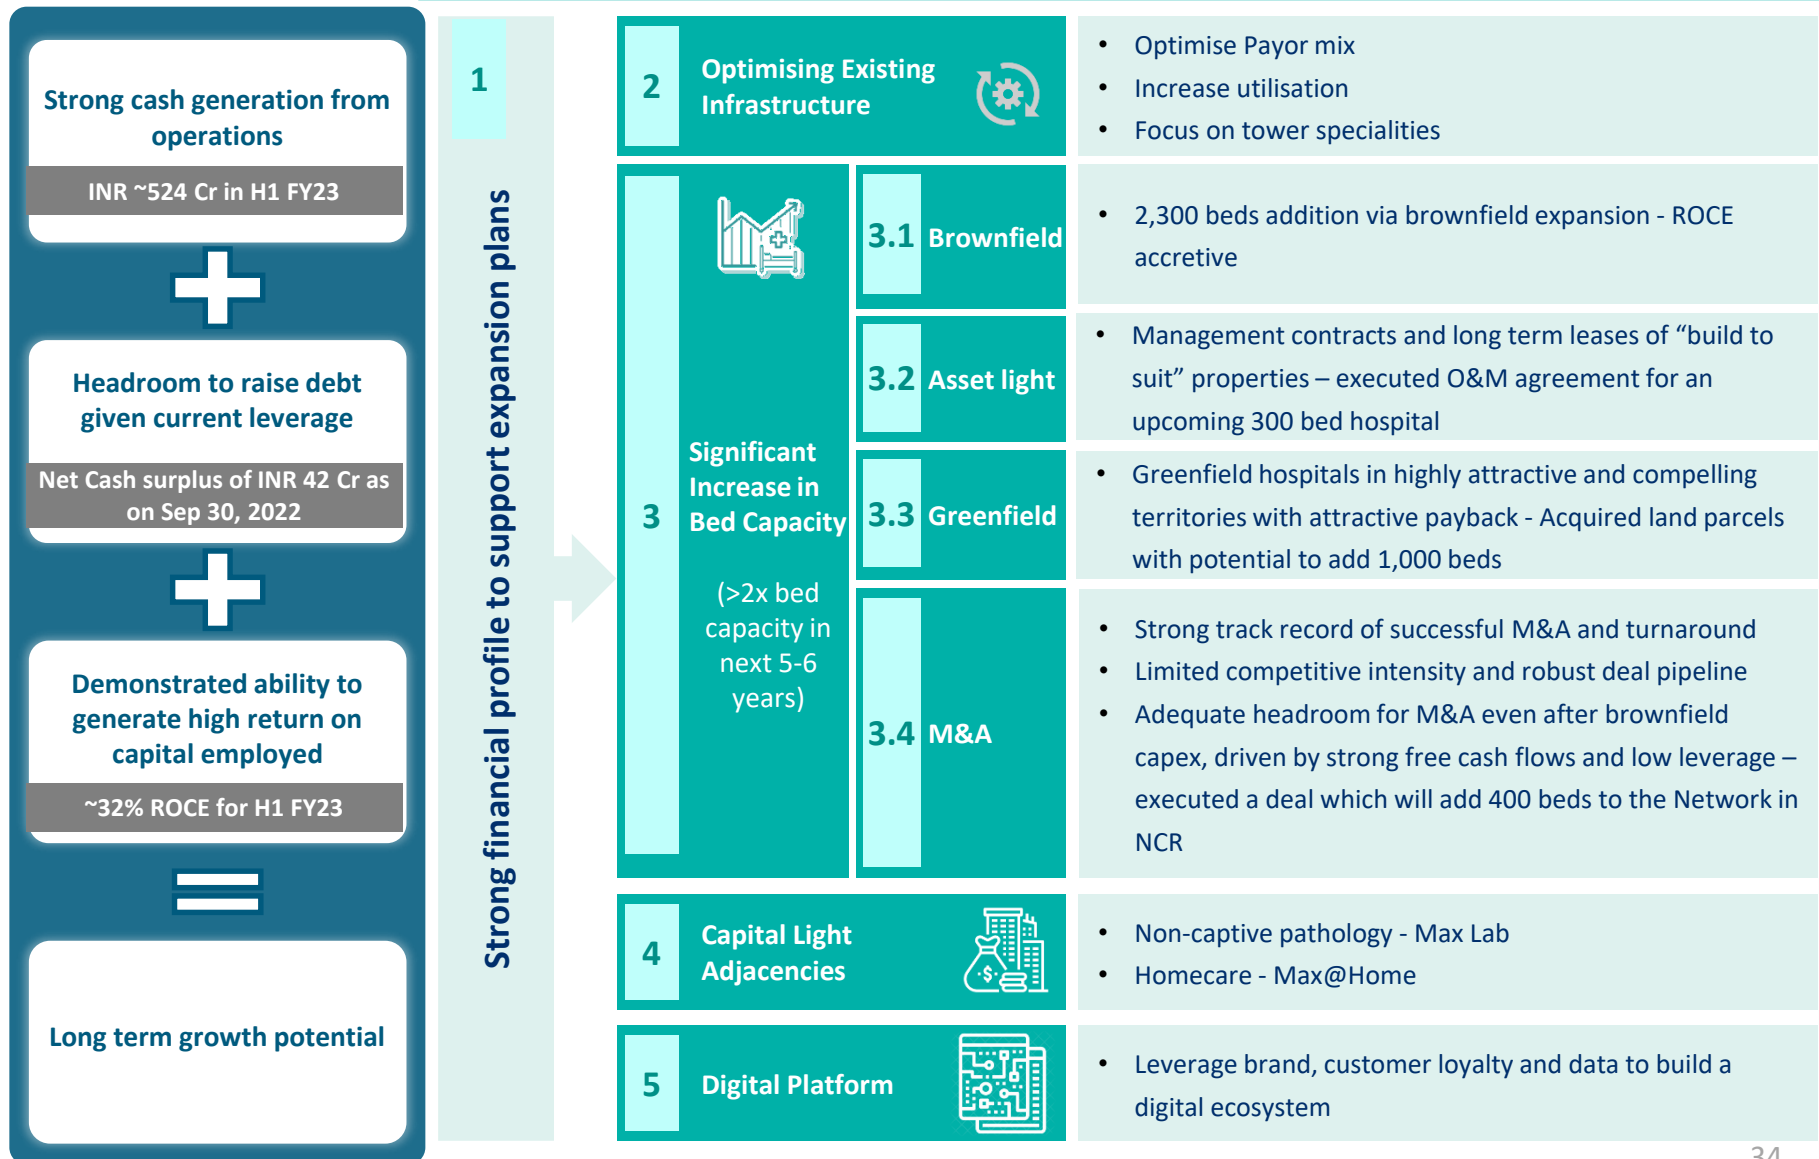 Strong cash generation from
operations
INR ~524 Cr in H1 FY23
Headroom to raise debt
given current leverage
Net Cash surplus of INR 42 Cr as
on Sep 30, 2022
Demonstrated ability to
generate high return on
capital employed
~32% ROCE for H1 FY23
Long term growth potential
1
Strong financial profile to support expansion plans
2
Optimising Existing
Infrastructure
• Optimise Payor mix
• Increase utilisation
• Focus on tower specialities
3
Significant
Increase in
Bed Capacity
(>2x bed
capacity in
next 5-6
years)
3.1 Brownfield
• 2,300 beds addition via brownfield expansion - ROCE
accretive
3.2 Asset light
• Management contracts and long term leases of “build to
suit” properties – executed O&M agreement for an
upcoming 300 bed hospital
3.3 Greenfield
• Greenfield hospitals in highly attractive and compelling
territories with attractive payback - Acquired land parcels
with potential to add 1,000 beds
3.4 M&A
• Strong track record of successful M&A and turnaround
• Limited competitive intensity and robust deal pipeline
• Adequate headroom for M&A even after brownfield
capex, driven by strong free cash flows and low leverage –
executed a deal which will add 400 beds to the Network in
NCR
4
Capital Light
Adjacencies
$
• Non-captive pathology - Max Lab
• Homecare - Max@Home
5
Digital Platform
• Leverage brand, customer loyalty and data to build a
digital ecosystem
34